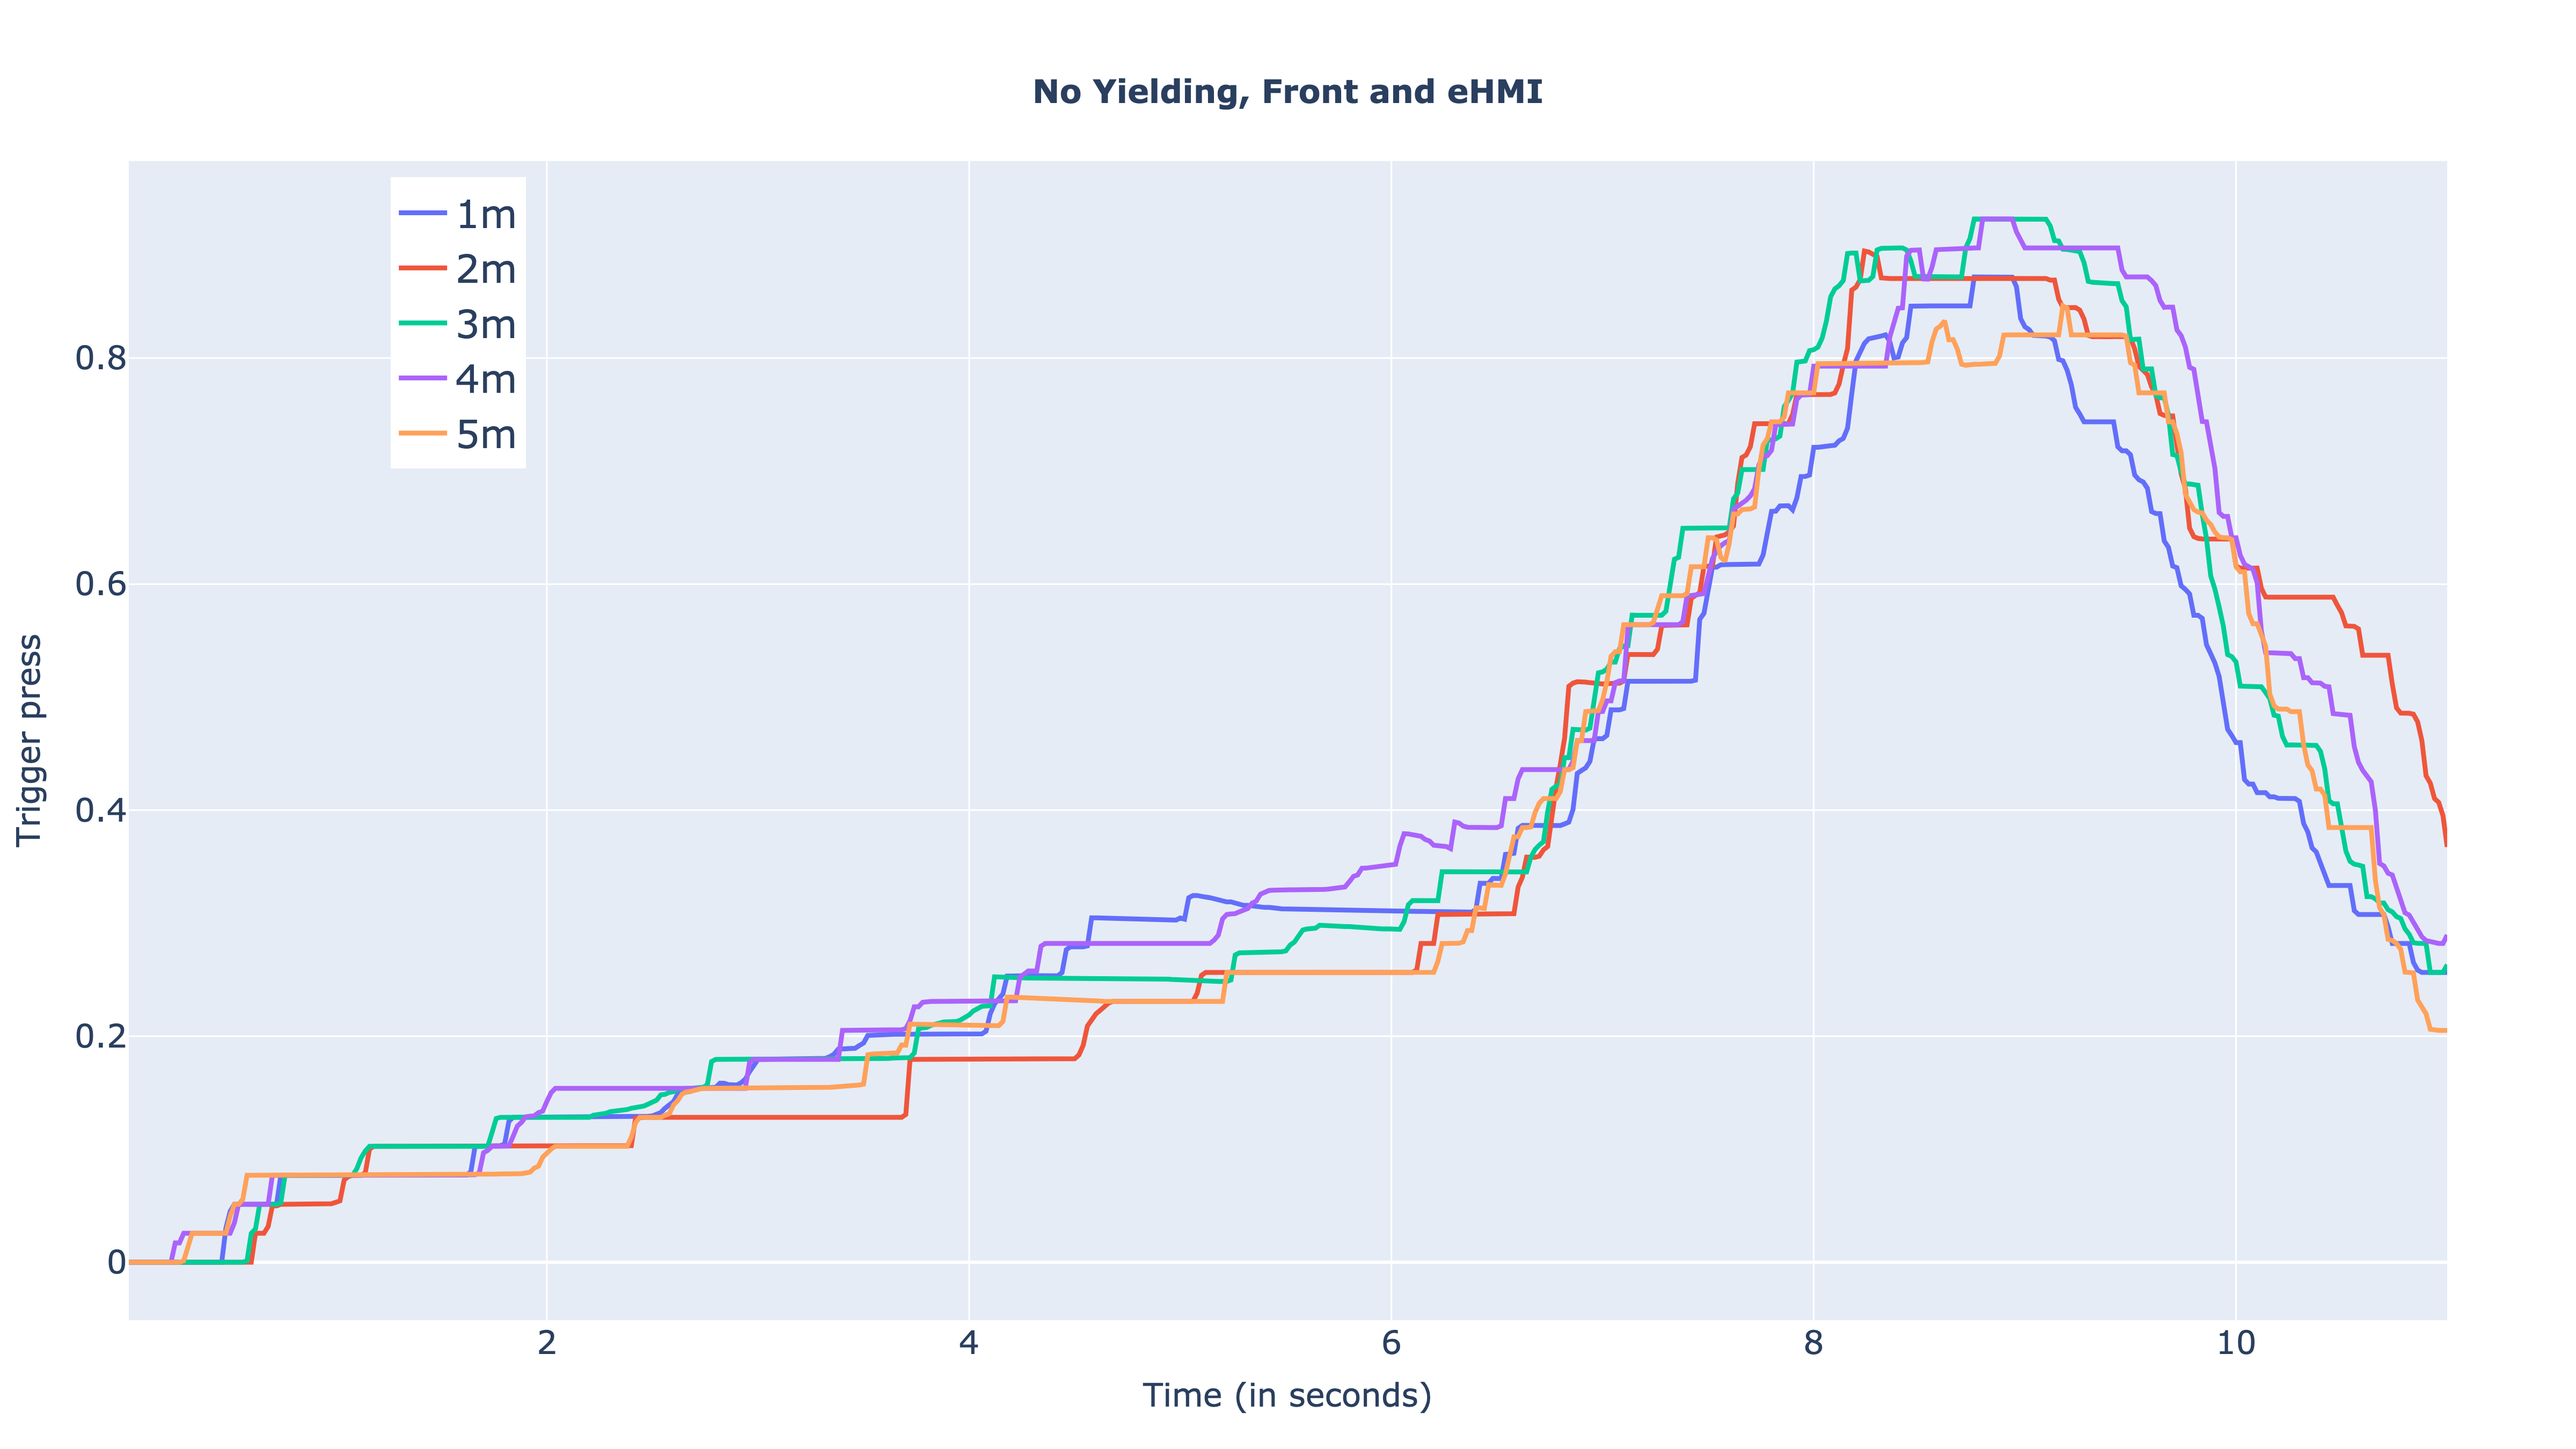 No Yielding, Front and eHMI
1m
2m
3m
4m
5m
Trigger press
0.8
0.6
0.4
0.2
0
2
4
6
8
10
Time (in seconds)